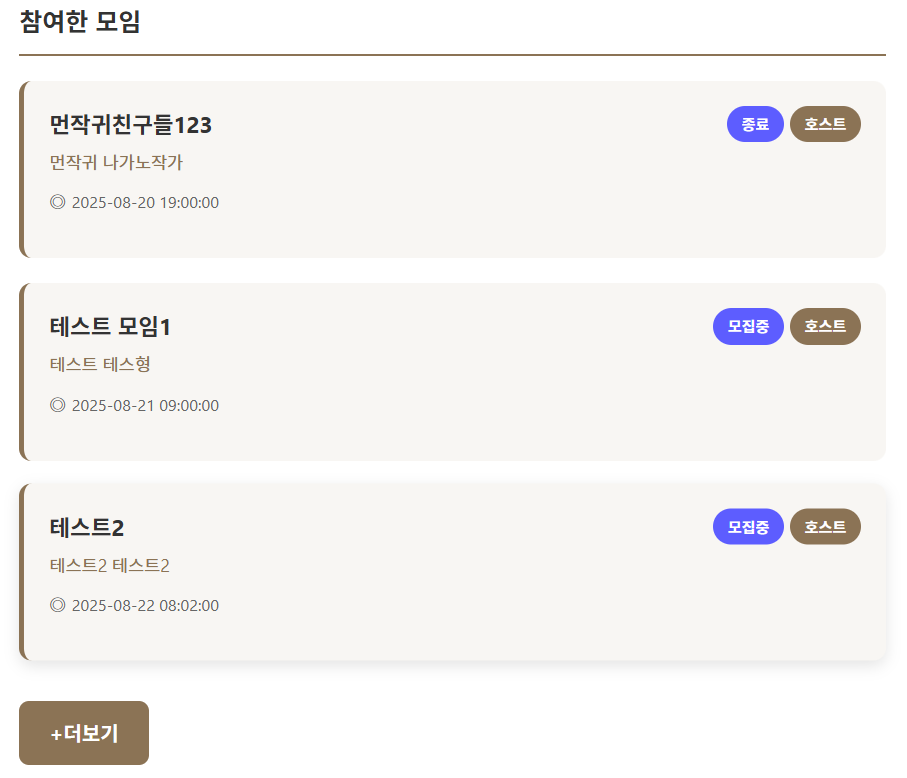 참여한 모임
먼작귀친구들123
종료 호스트
먼작귀 나가노작가
◎ 2025-08-20 19:00:00
테스트 모임1
모집중 호스트
테스트 테스형
◎ 2025-08-21 09:00:00
테스트2
모집중 호스트
테스트2 테스트2
◎ 2025-08-22 08:02:00
+더보기